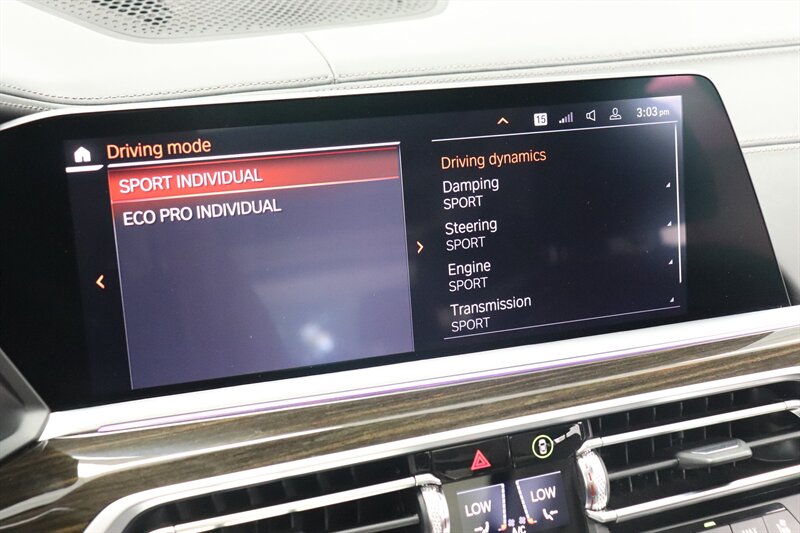 15
3:03 pm
Driving mode
SPORT INDIVIDUAL
ECO PRO INDIVIDUAL
Driving dynamics
Damping
SPORT
Steering
SPORT
Engine
SPORT
Transmission
SPORT
LOW
LOW
A/C
MAX